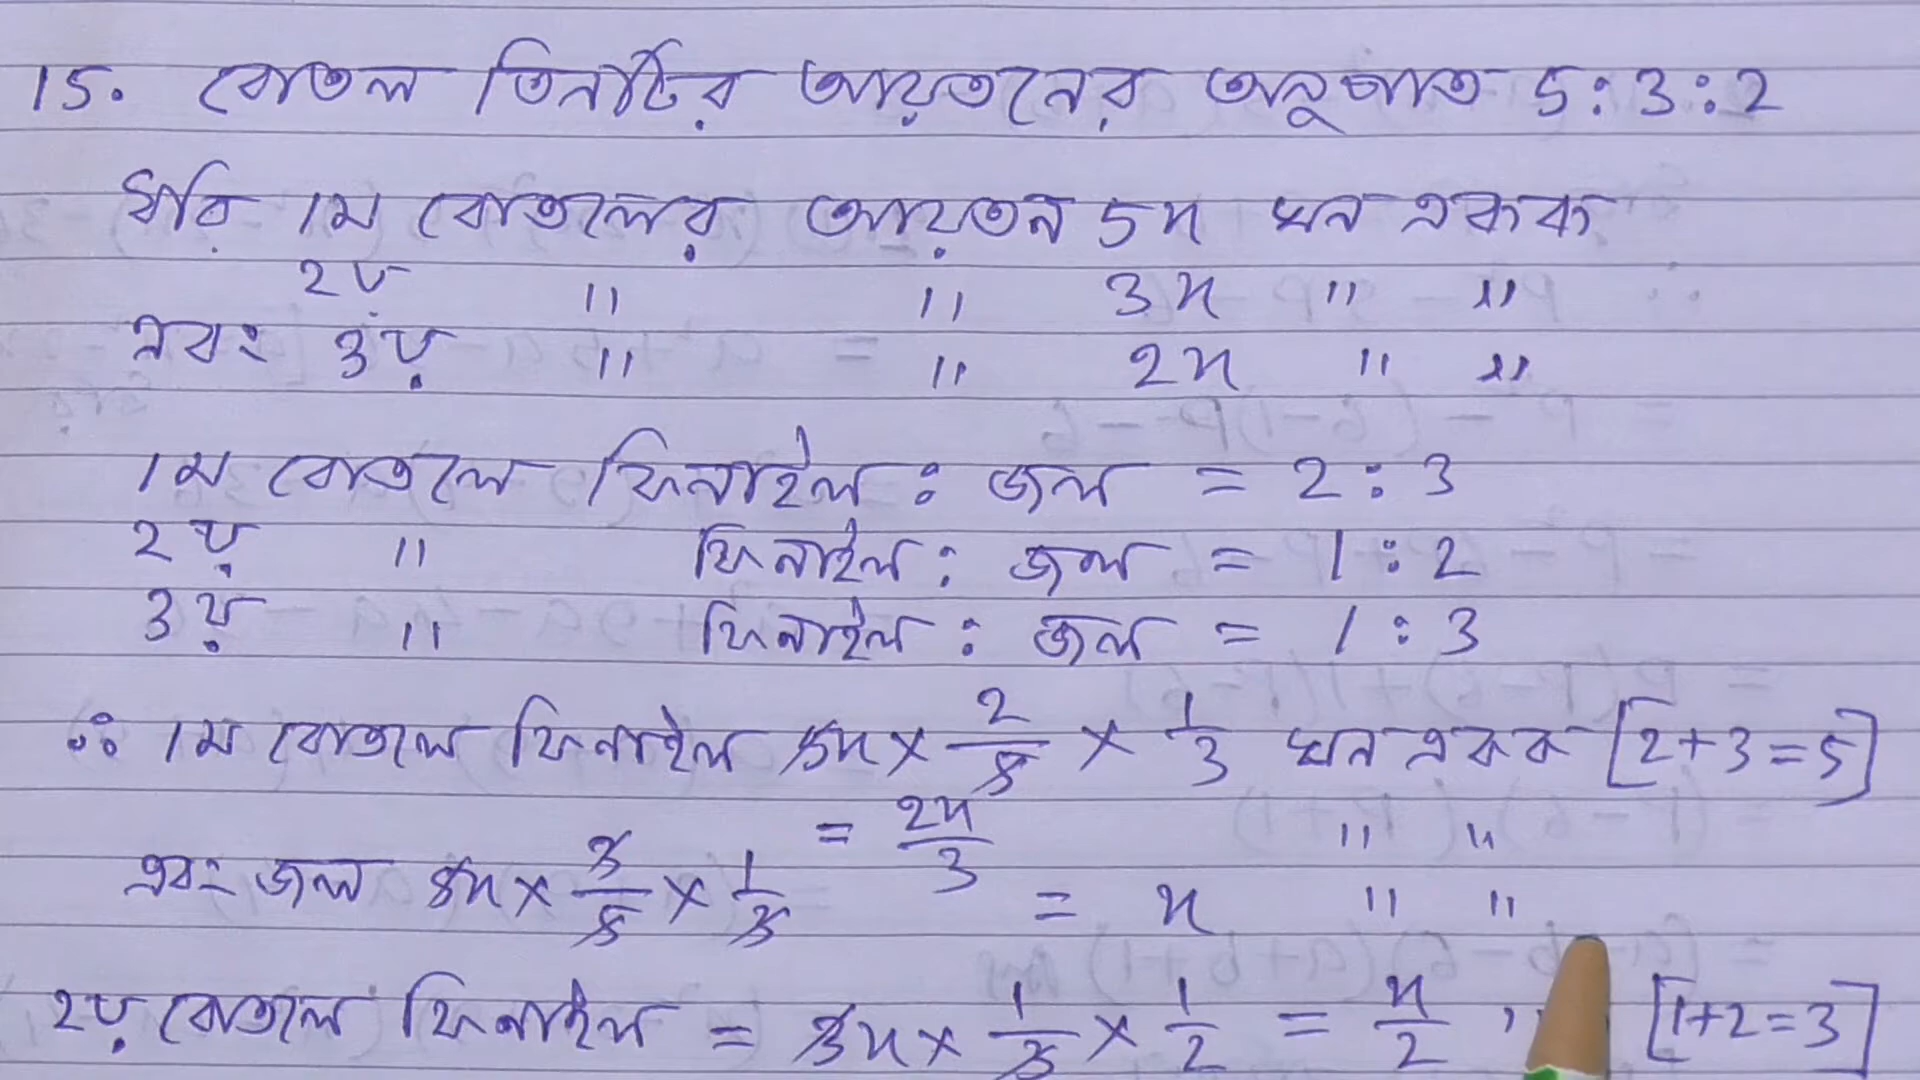 15. বোতল তিনটির আয়তনের অনুপাত 5:3:2
ধরি 1ম বোতলের আয়তন 5x ঘন একক
2য় " " 3x " "
এবং 3য় " " 2x " "
1ম বোতলে ফিনাইল : জল = 2:3
2য় " ফিনাইল : জল = 1:2
3য় " ফিনাইল : জল = 1:3
∴ 1ম বোতলে ফিনাইল 5x × 2/5 × 1/3 ঘন একক [2+3=5]
= 2x/3 " "
এবং জল 5x × 3/5 × 1/3 = x " "
2য় বোতলে ফিনাইল = 3x × 1/3 × 1/2 = x/2 " [1+2=3]